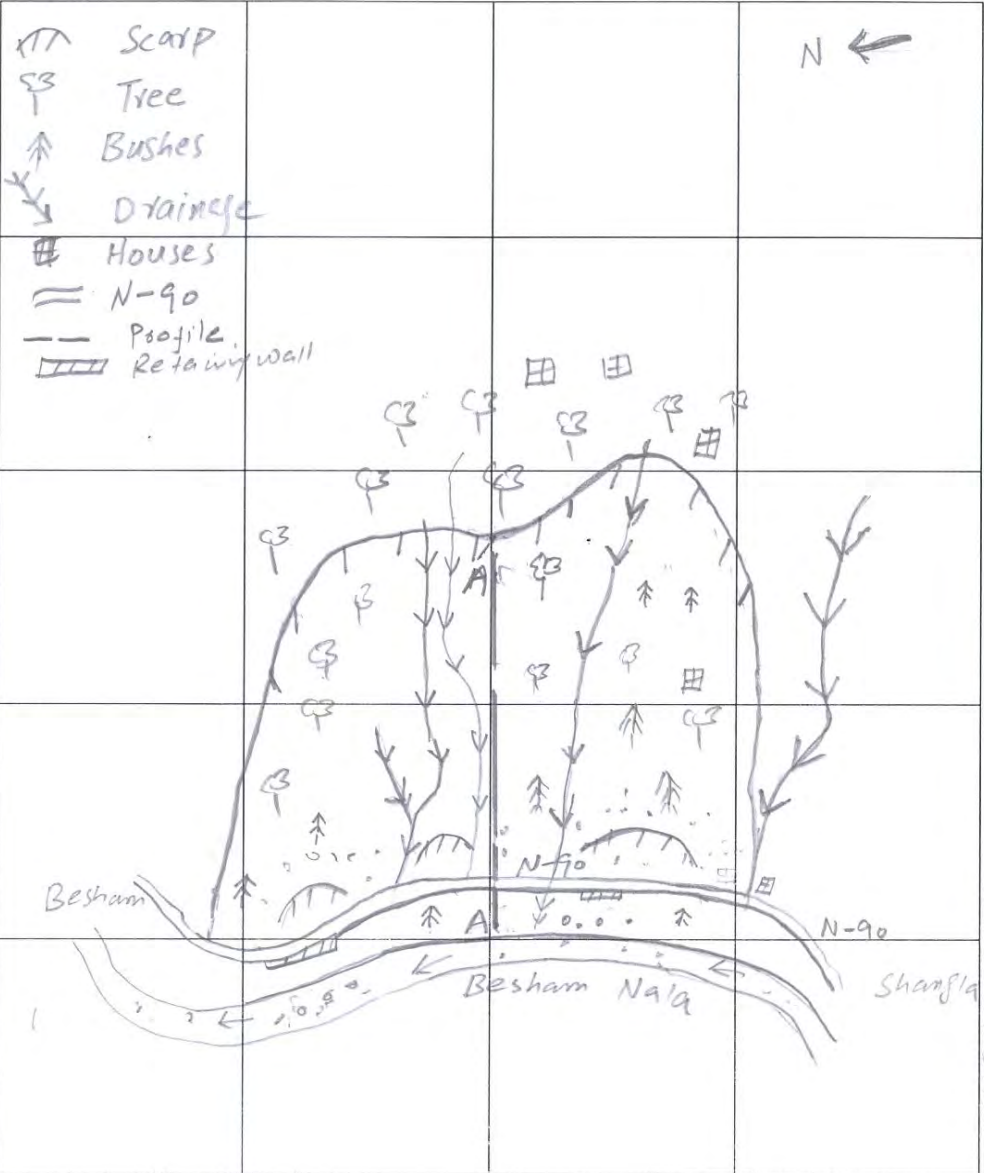 Scarp
N
Tree
Bushes
Drainage
Houses
N-90
Profile
Retaining wall
A
N-90
Besham
A
N-90
Besham Nala
Shangla